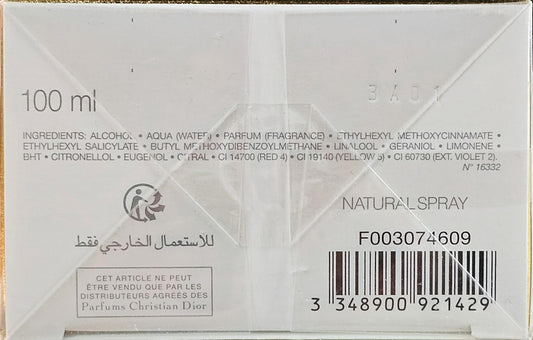 100 ml
3X01
INGREDIENTS: ALCOHOL • AQUA (WATER) • PARFUM (FRAGRANCE) • ETHYLHEXYL METHOXYCINNAMATE •
ETHYLHEXYL SALICYLATE • BUTYL METHOXYDIBENZOYLMETHANE • LINALOOL • GERANIOL • LIMONENE •
BHT • CITRONELLOL • EUGENOL • CITRAL • CI 14700 (RED 4) • CI 19140 (YELLOW 5) • CI 60730 (EXT. VIOLET 2).
N° 16332
NATURAL SPRAY
للاستعمال الخارجي فقط
F003074609
CET ARTICLE NE PEUT
ÊTRE VENDU QUE PAR LES
DISTRIBUTEURS AGRÉÉS DES
Parfums Christian Dior
3 348900 921429